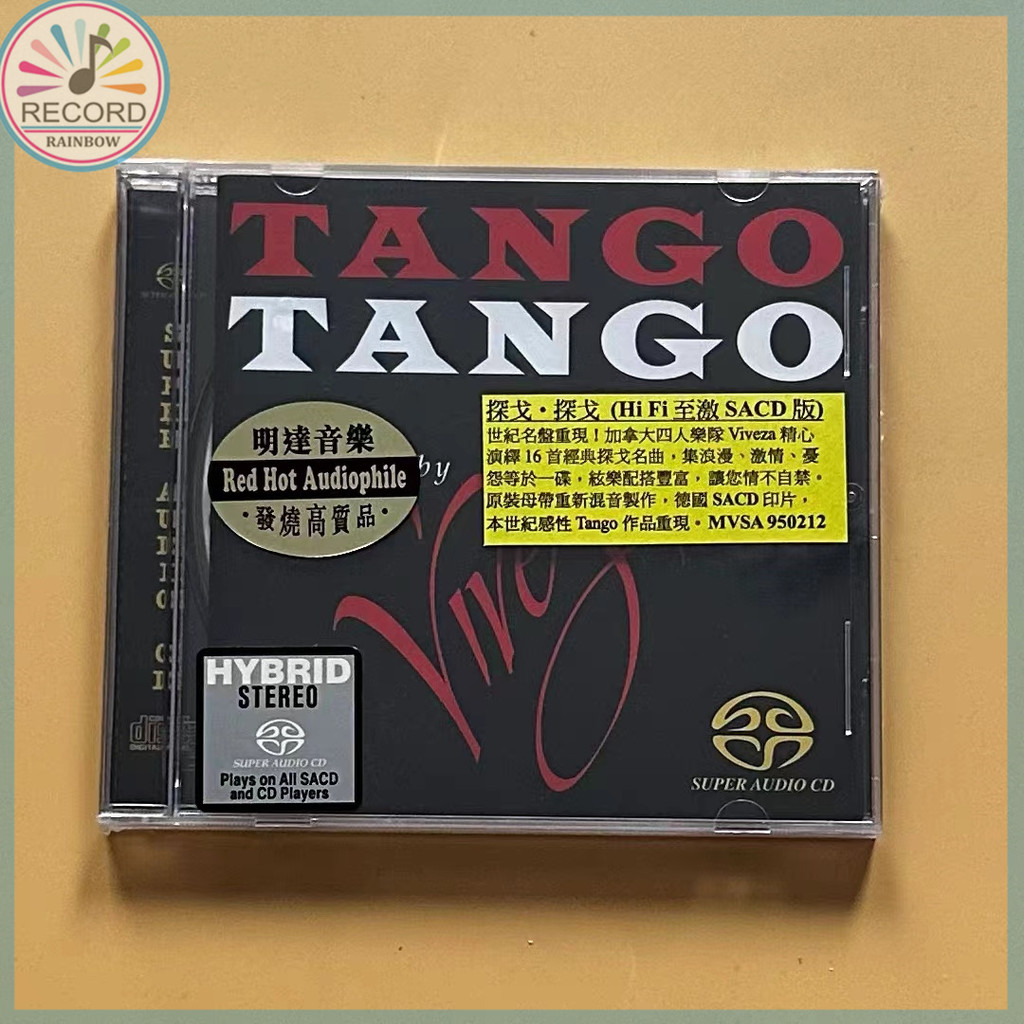 RECORD
RAINBOW
TANGO
TANGO
明達音樂
Red Hot Audiophile
·發燒高質品·
by
Vive
探戈·探戈 (Hi Fi 至激 SACD 版)
世紀名盤重現！加拿大四人樂隊 Viveza 精心
演繹 16 首經典探戈名曲，集浪漫、激情、憂
怨等於一碟，絃樂配搭豐富，讓您情不自禁。
原裝母帶重新混音製作，德國 SACD 印片，
本世紀感性 Tango 作品重現。MVSA 950212
HYBRID
STEREO
SUPER AUDIO CD
Plays on All SACD
and CD Players
SUPER AUDIO CD